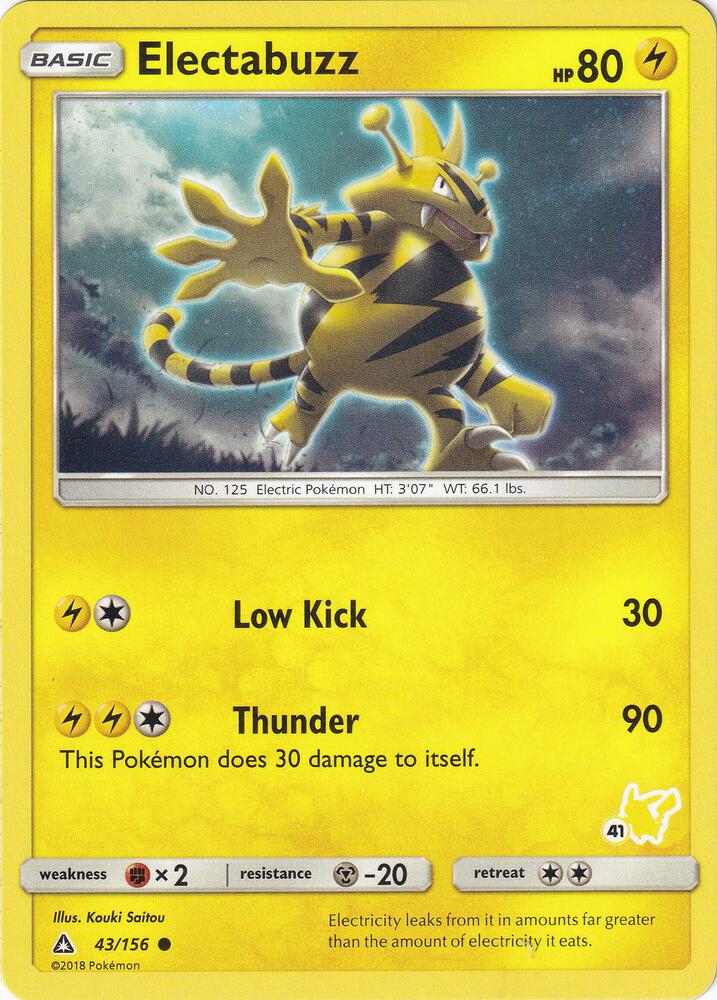 BASIC Electabuzz HP 80
NO. 125 Electric Pokémon HT: 3'07" WT: 66.1 lbs.
Low Kick 30
Thunder 90
This Pokémon does 30 damage to itself.
41
weakness ×2 resistance -20 retreat
Illus. Kouki Saitou
43/156
©2018 Pokémon
Electricity leaks from it in amounts far greater
than the amount of electricity it eats.